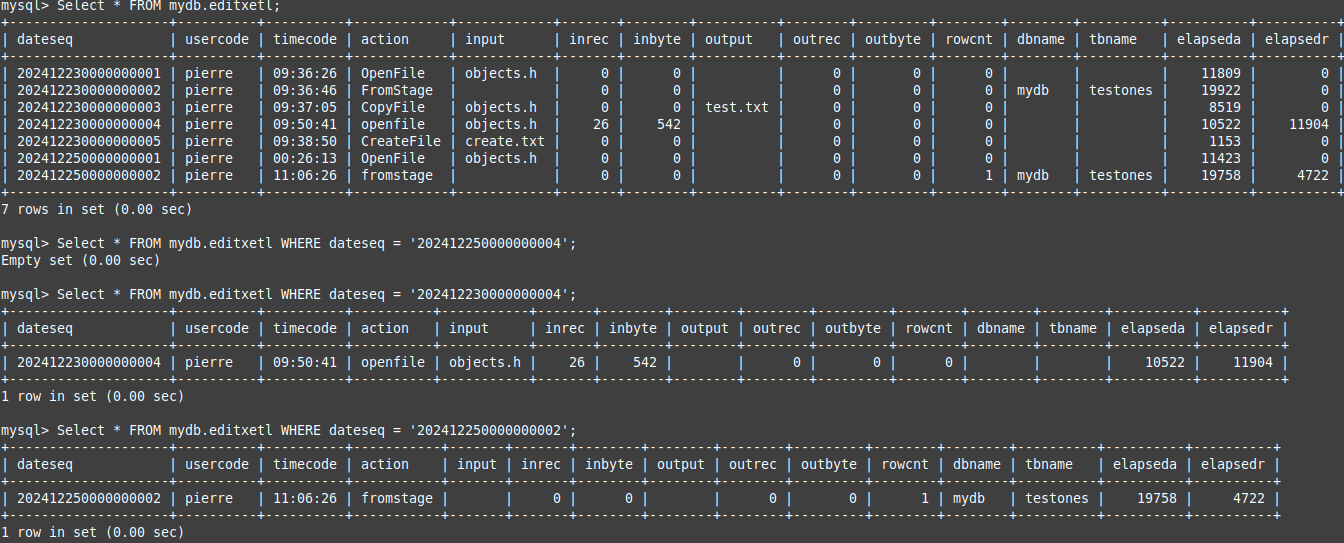 mysql> Select * FROM mydb.editxetl;
+--------------------+----------+----------+------------+------------+-------+--------+----------+--------+---------+--------+--------+----------+----------+----------+
| dateseq            | usercode | timecode | action     | input      | inrec | inbyte | output   | outrec | outbyte | rowcnt | dbname | tbname   | elapseda | elapsedr |
+--------------------+----------+----------+------------+------------+-------+--------+----------+--------+---------+--------+--------+----------+----------+----------+
| 202412230000000001 | pierre   | 09:36:26 | OpenFile   | objects.h  |     0 |      0 |          |      0 |       0 |      0 |        |          |    11809 |        0 |
| 202412230000000002 | pierre   | 09:36:46 | FromStage  |            |     0 |      0 |          |      0 |       0 |      0 | mydb   | testones |    19922 |        0 |
| 202412230000000003 | pierre   | 09:37:05 | CopyFile   | objects.h  |     0 |      0 | test.txt |      0 |       0 |      0 |        |          |     8519 |        0 |
| 202412230000000004 | pierre   | 09:50:41 | openfile   | objects.h  |    26 |    542 |          |      0 |       0 |      0 |        |          |    10522 |    11904 |
| 202412230000000005 | pierre   | 09:38:50 | CreateFile | create.txt |     0 |      0 |          |      0 |       0 |      0 |        |          |     1153 |        0 |
| 202412250000000001 | pierre   | 00:26:13 | OpenFile   | objects.h  |     0 |      0 |          |      0 |       0 |      0 |        |          |    11423 |        0 |
| 202412250000000002 | pierre   | 11:06:26 | fromstage  |            |     0 |      0 |          |      0 |       0 |      1 | mydb   | testones |    19758 |     4722 |
+--------------------+----------+----------+------------+------------+-------+--------+----------+--------+---------+--------+--------+----------+----------+----------+
7 rows in set (0.00 sec)

mysql> Select * FROM mydb.editxetl WHERE dateseq = '202412250000000004';
Empty set (0.00 sec)

mysql> Select * FROM mydb.editxetl WHERE dateseq = '202412230000000004';
+--------------------+----------+----------+----------+-----------+-------+--------+--------+--------+---------+--------+--------+--------+----------+----------+
| dateseq            | usercode | timecode | action   | input     | inrec | inbyte | output | outrec | outbyte | rowcnt | dbname | tbname | elapseda | elapsedr |
+--------------------+----------+----------+----------+-----------+-------+--------+--------+--------+---------+--------+--------+--------+----------+----------+
| 202412230000000004 | pierre   | 09:50:41 | openfile | objects.h |    26 |    542 |        |      0 |       0 |      0 |        |        |    10522 |    11904 |
+--------------------+----------+----------+----------+-----------+-------+--------+--------+--------+---------+--------+--------+--------+----------+----------+
1 row in set (0.00 sec)

mysql> Select * FROM mydb.editxetl WHERE dateseq = '202412250000000002';
+--------------------+----------+----------+-----------+-------+-------+--------+--------+--------+---------+--------+--------+----------+----------+----------+
| dateseq            | usercode | timecode | action    | input | inrec | inbyte | output | outrec | outbyte | rowcnt | dbname | tbname   | elapseda | elapsedr |
+--------------------+----------+----------+-----------+-------+-------+--------+--------+--------+---------+--------+--------+----------+----------+----------+
| 202412250000000002 | pierre   | 11:06:26 | fromstage |       |     0 |      0 |        |      0 |       0 |      1 | mydb   | testones |    19758 |     4722 |
+--------------------+----------+----------+-----------+-------+-------+--------+--------+--------+---------+--------+--------+----------+----------+----------+
1 row in set (0.00 sec)